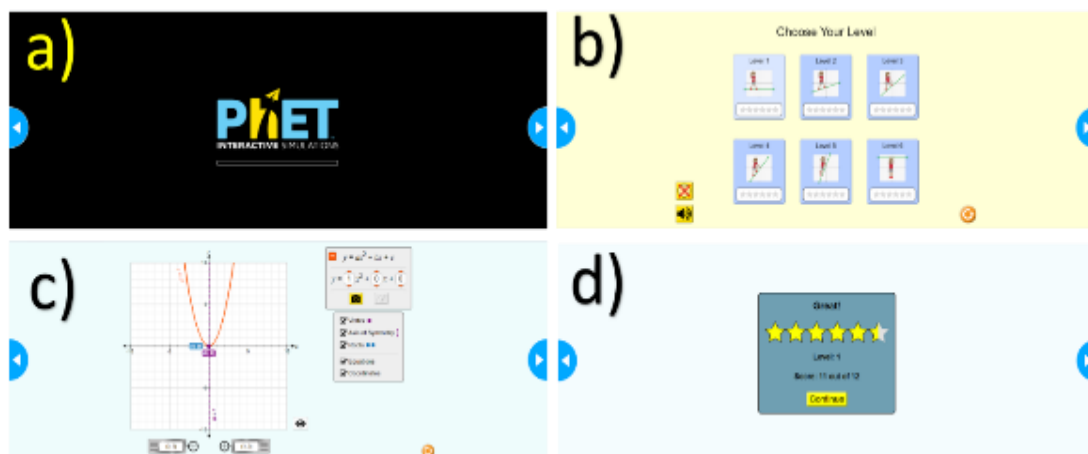 a)
PhET
INTERACTIVE SIMULATIONS
b)
Choose Your Level
Level 1
Level 2
Level 3
Level 4
Level 5
Level 6
c)
y = ax² + bx + c
Vertex
Axis of Symmetry
Roots
Equations
Coordinates
d)
Great!
Level: 1
Score: 11 out of 12
Continue